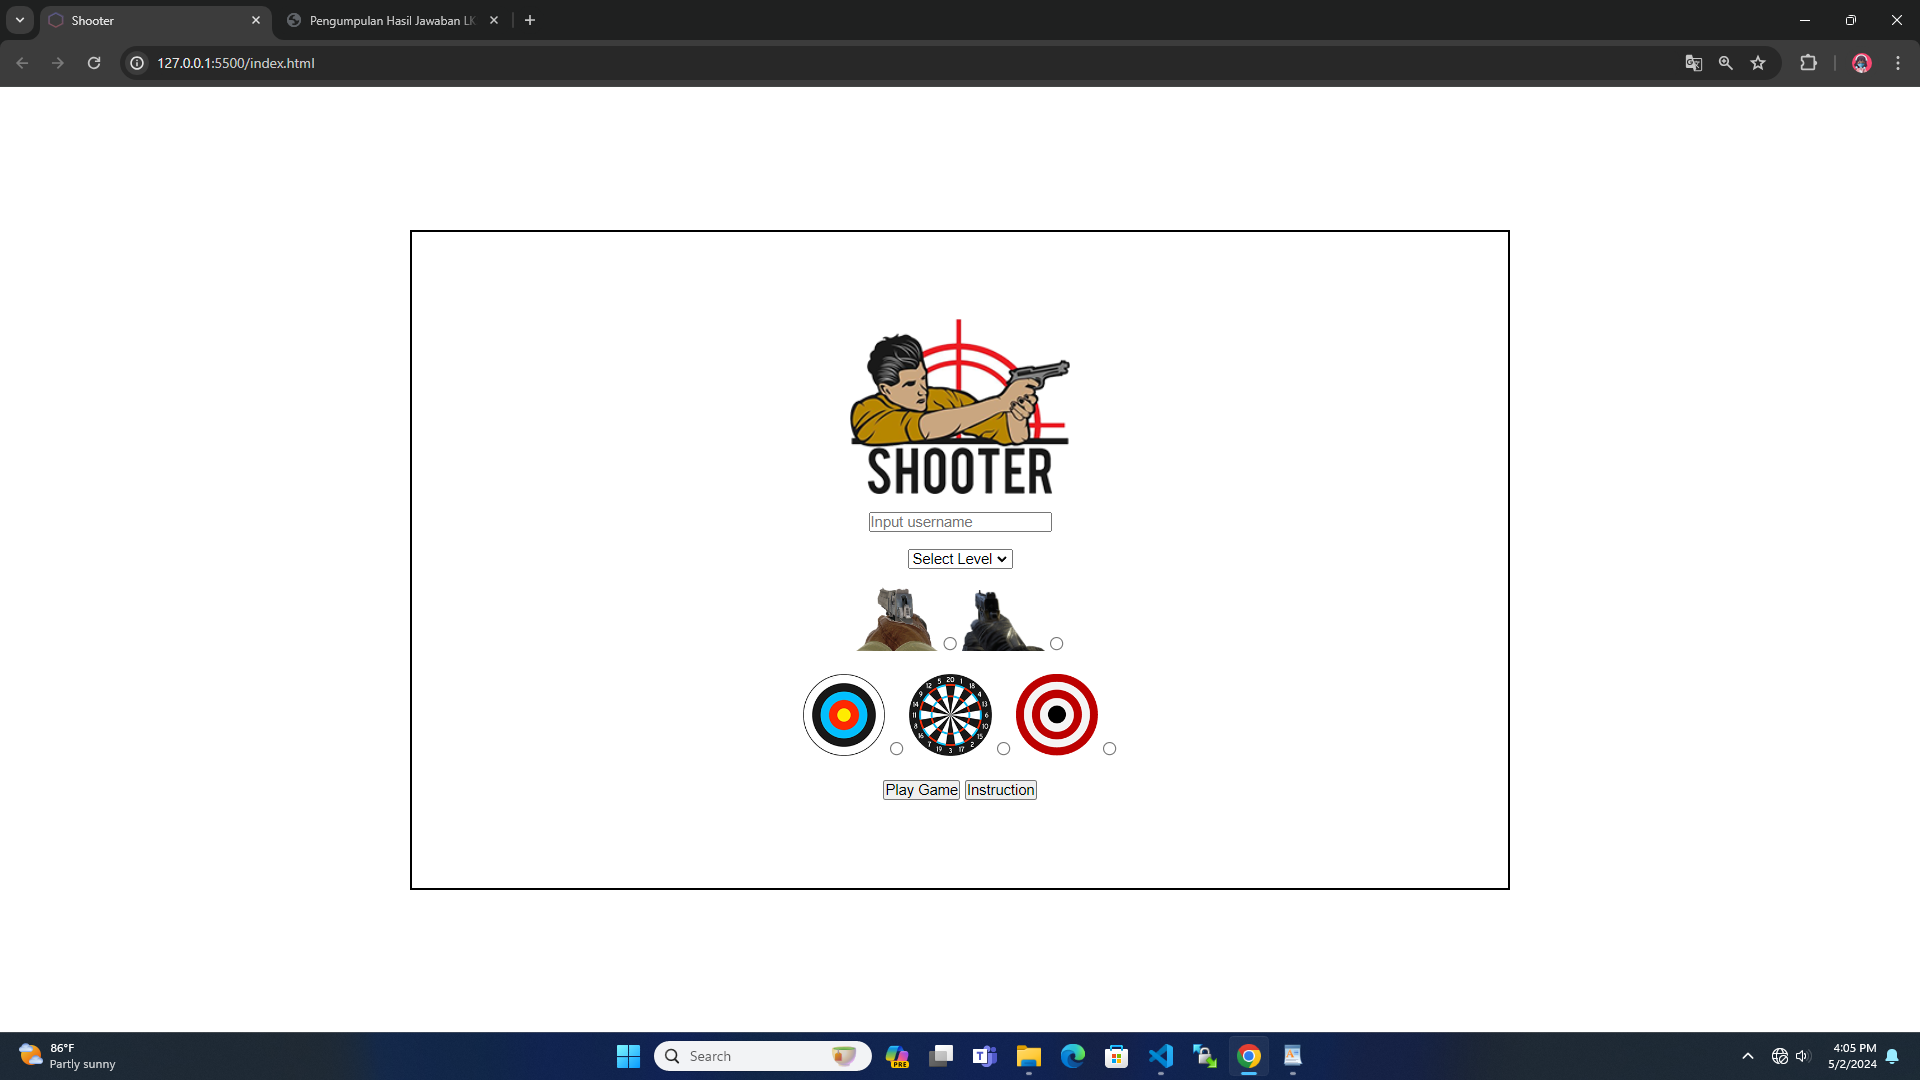 Shooter
Pengumpulan Hasil Jawaban LK
127.0.0.1:5500/index.html
SHOOTER
Input username
Select Level
Play Game Instruction
86°F
Partly sunny
Search
PRE
4:05 PM
5/2/2024